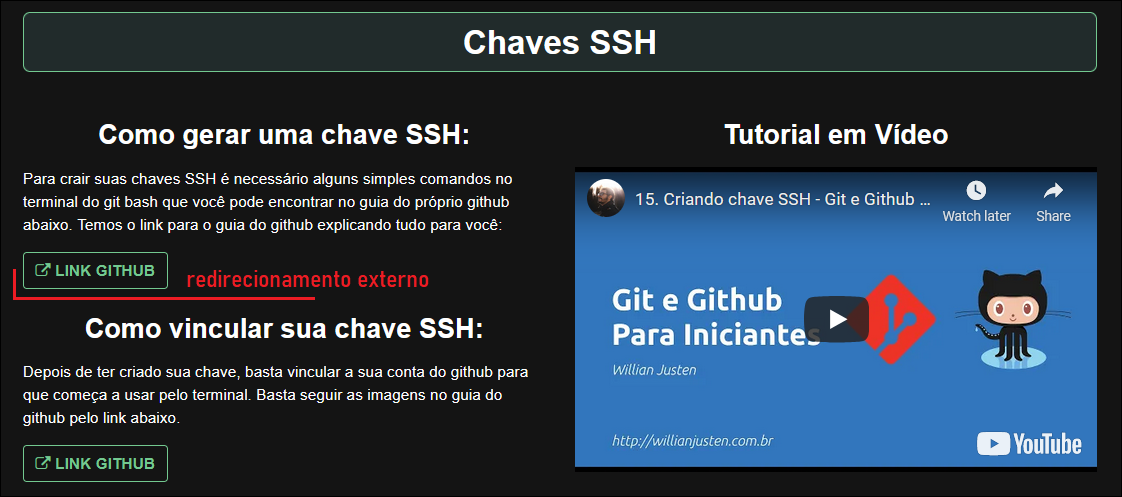 Chaves SSH
Como gerar uma chave SSH:
Para crair suas chaves SSH é necessário alguns simples comandos no
terminal do git bash que você pode encontrar no guia do próprio github
abaixo. Temos o link para o guia do github explicando tudo para você:
LINK GITHUB
redirecionamento externo
Como vincular sua chave SSH:
Depois de ter criado sua chave, basta vincular a sua conta do github para
que começa a usar pelo terminal. Basta seguir as imagens no guia do
github pelo link abaixo.
LINK GITHUB
Tutorial em Vídeo
15. Criando chave SSH - Git e Github ...
Watch later
Share
Git e Github
Para Iniciantes
Willian Justen
http://willianjusten.com.br
YouTube